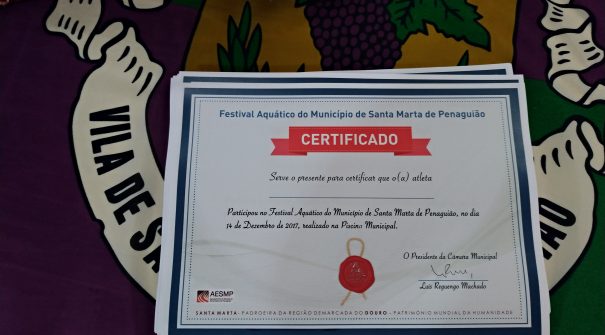 Festival Aquático do Município de Santa Marta de Penaguião
CERTIFICADO
Serve o presente para certificar que o(a) atleta
Participou no Festival Aquático do Município de Santa Marta de Penaguião, no dia
14 de Dezembro de 2017, realizado na Piscina Municipal.
O Presidente da Câmara Municipal
Luís Reguengo Machado
AESMP
SANTA MARTA - PADROEIRA DA REGIÃO DEMARCADA DO DOURO - PATRIMÓNIO MUNDIAL DA HUMANIDADE
VILA DE SA